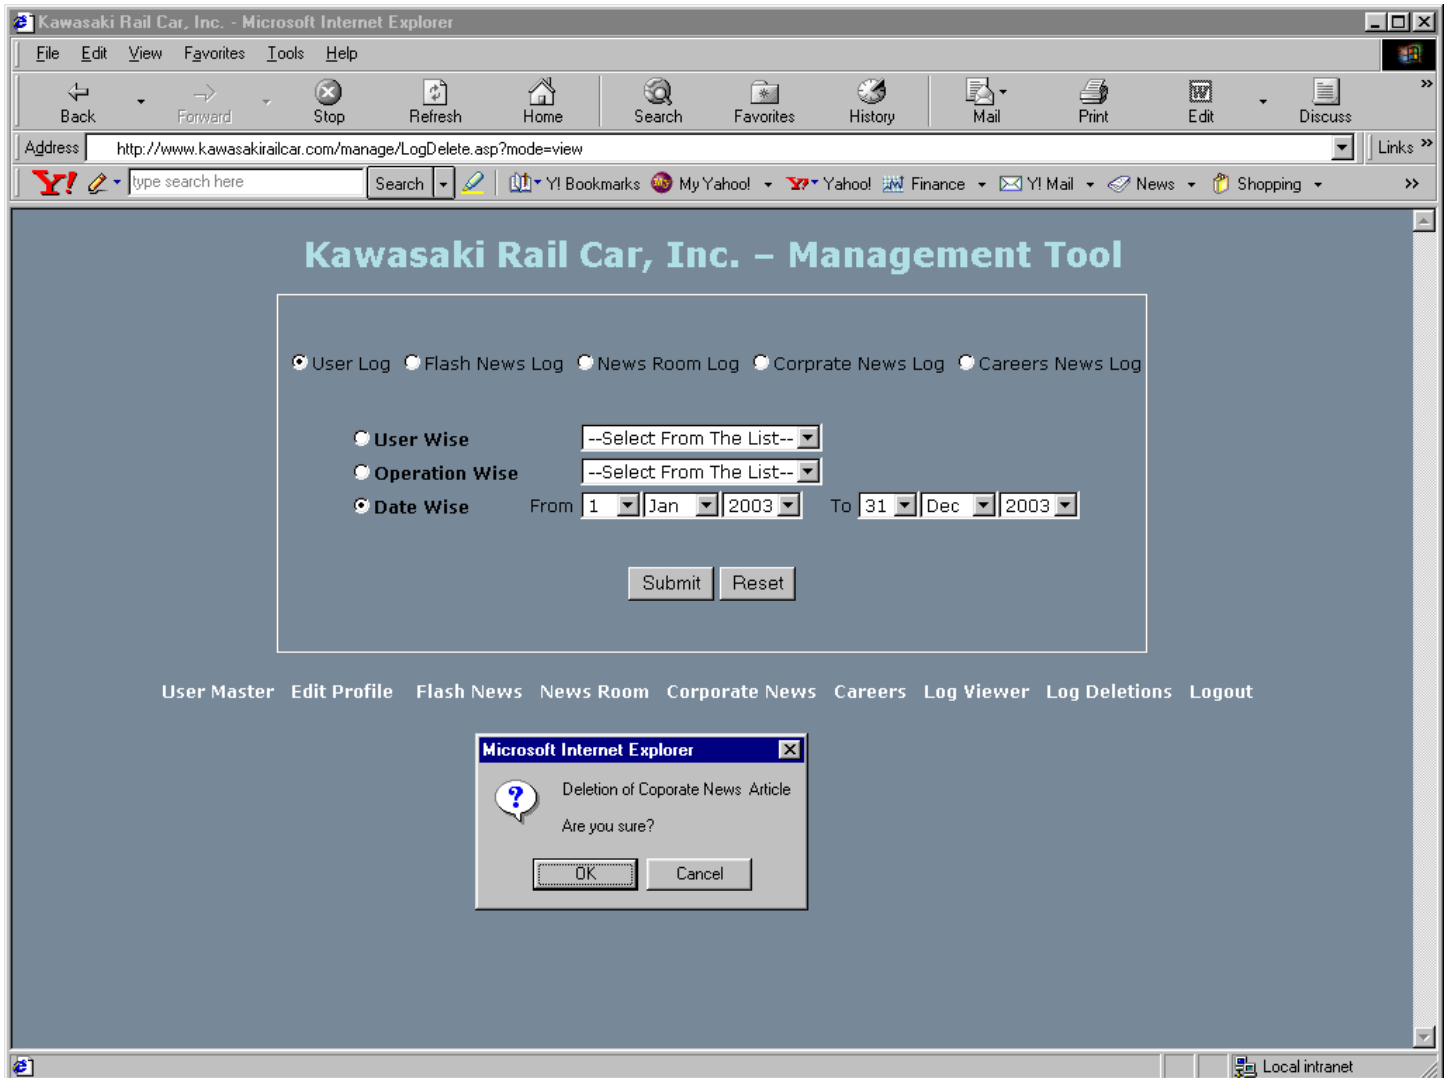 Kawasaki Rail Car, Inc. - Microsoft Internet Explorer
File Edit View Favorites Tools Help
Back Forward Stop Refresh Home Search Favorites History Mail Print Edit Discuss
Address http://www.kawasakirailcar.com/manage/LogDelete.asp?mode=view Links
Y! type search here Search Y! Bookmarks My Yahoo! Yahoo! Finance Y! Mail News Shopping
Kawasaki Rail Car, Inc. – Management Tool
User Log Flash News Log News Room Log Corprate News Log Careers News Log
User Wise --Select From The List--
Operation Wise --Select From The List--
Date Wise From 1 Jan 2003 To 31 Dec 2003
Submit Reset
User Master Edit Profile Flash News News Room Corporate News Careers Log Viewer Log Deletions Logout
Microsoft Internet Explorer
Deletion of Coporate News Article
Are you sure?
OK Cancel
Local intranet